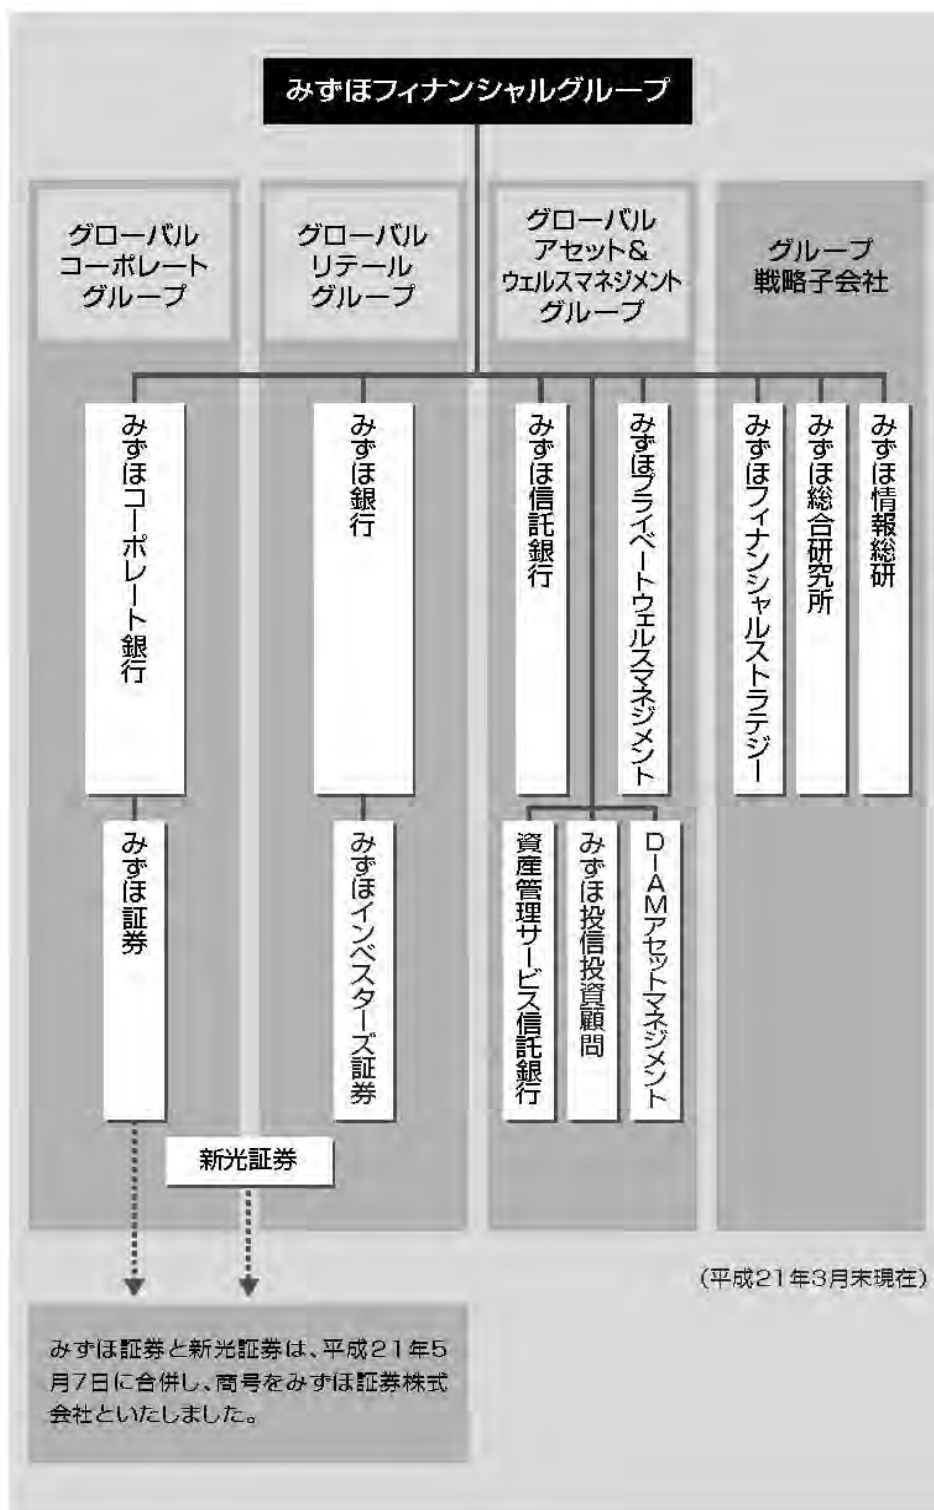 みずほフィナンシャルグループ
グローバル
コーポレート
グループ
グローバル
リテール
グループ
グローバル
アセット&
ウェルスマネジメント
グループ
グループ
戦略子会社
みずほコーポレート銀行
みずほ銀行
みずほ信託銀行
みずほプライベートウェルスマネジメント
みずほフィナンシャルストラテジー
みずほ総合研究所
みずほ情報総研
みずほ証券
みずほインベスターズ証券
資産管理サービス信託銀行
みずほ投信投資顧問
DIAMアセットマネジメント
新光証券
(平成21年3月末現在)
みずほ証券と新光証券は、平成21年5
月7日に合併し、商号をみずほ証券株式
会社といたしました。